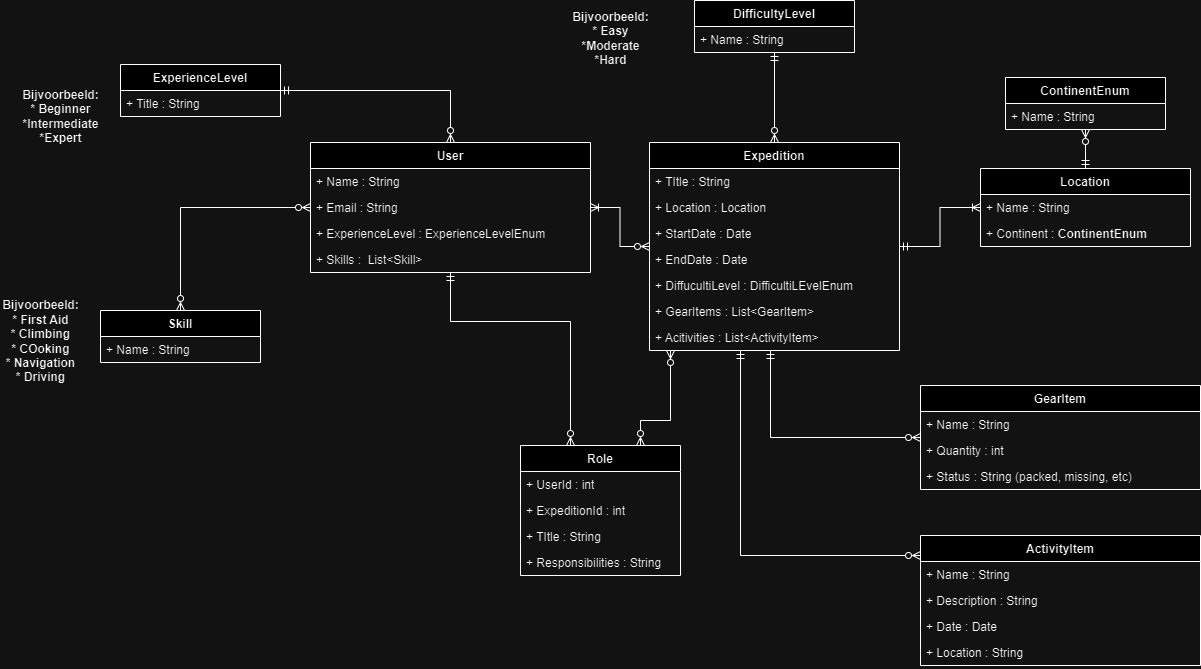 Bijvoorbeeld:
* Easy
*Moderate
*Hard
DifficultyLevel
+ Name : String
ExperienceLevel
+ Title : String
Bijvoorbeeld:
* Beginner
*Intermediate
*Expert
ContinentEnum
+ Name : String
User
+ Name : String
+ Email : String
+ ExperienceLevel : ExperienceLevelEnum
+ Skills : List<Skill>
Expedition
+ TItle : String
+ Location : Location
+ StartDate : Date
+ EndDate : Date
+ DiffucultiLevel : DifficultiLEvelEnum
+ GearItems : List<GearItem>
+ Acitivities : List<ActivityItem>
Location
+ Name : String
+ Continent : ContinentEnum
Bijvoorbeeld:
* First Aid
* Climbing
* COoking
* Navigation
* Driving
Skill
+ Name : String
Role
+ UserId : int
+ ExpeditionId : int
+ TItle : String
+ Responsibilities : String
GearItem
+ Name : String
+ Quantity : int
+ Status : String (packed, missing, etc)
ActivityItem
+ Name : String
+ Description : String
+ Date : Date
+ Location : String